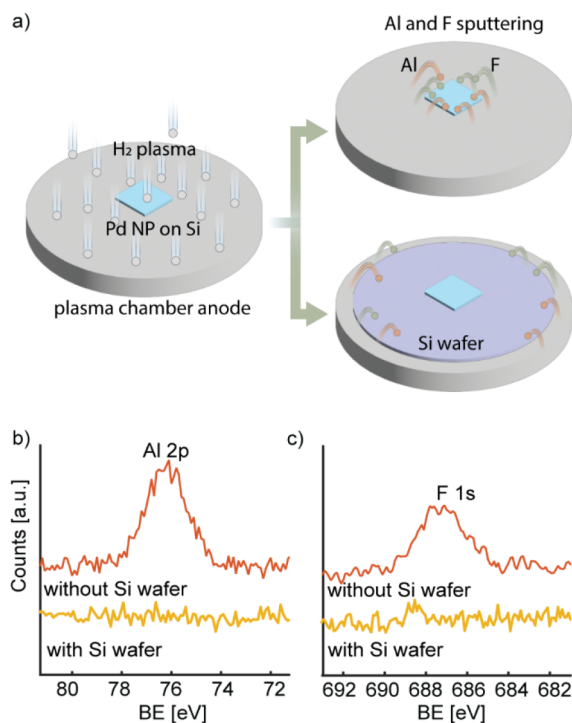 a)
Al and F sputtering
Al
F
H₂ plasma
Pd NP on Si
plasma chamber anode
Si wafer
b)
Al 2p
Counts [a.u.]
without Si wafer
with Si wafer
80 78 76 74 72
BE [eV]
c)
F 1s
without Si wafer
with Si wafer
692 690 688 686 684 682
BE [eV]